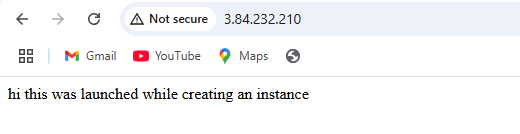 Not secure 3.84.232.210
Gmail YouTube Maps
hi this was launched while creating an instance